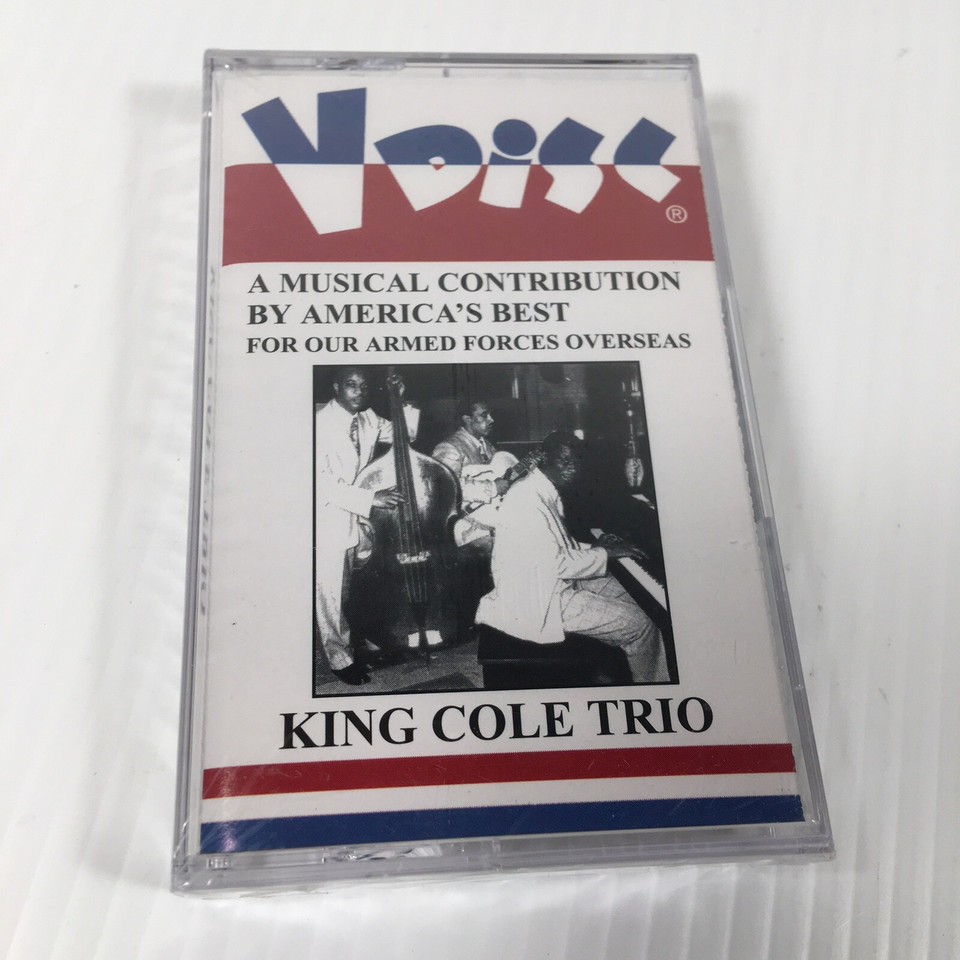 V Disc
®
A MUSICAL CONTRIBUTION
BY AMERICA'S BEST
FOR OUR ARMED FORCES OVERSEAS
KING COLE TRIO